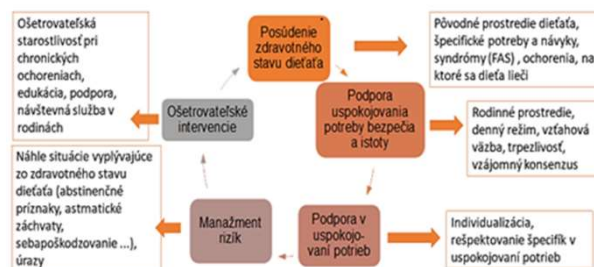 Ošetrovateľská
starostlivosť pri
chronických
ochoreniach,
edukácia, podpora,
návštevná služba v
rodinách
Posúdenie
zdravotného
stavu dieťaťa
Pôvodné prostredie dieťaťa,
špecifické potreby a návyky,
syndrómy (FAS) , ochorenia, na
ktoré sa dieťa lieči
Ošetrovateľské
intervencie
Podpora
uspokojovania
potreby bezpečia
a istoty
Rodinné prostredie,
denný režim, vzťahová
väzba, trpezlivosť,
vzájomný konsenzus
Náhle situácie vyplývajúce
zo zdravotného stavu
dieťaťa (abstinenčné
príznaky, astmatické
záchvaty,
sebapoškodzovanie ...),
úrazy
Manažment
rizík
Podpora v
uspokojo-
vaní potrieb
Individualizácia,
rešpektovanie špecifík v
uspokojovaní potrieb